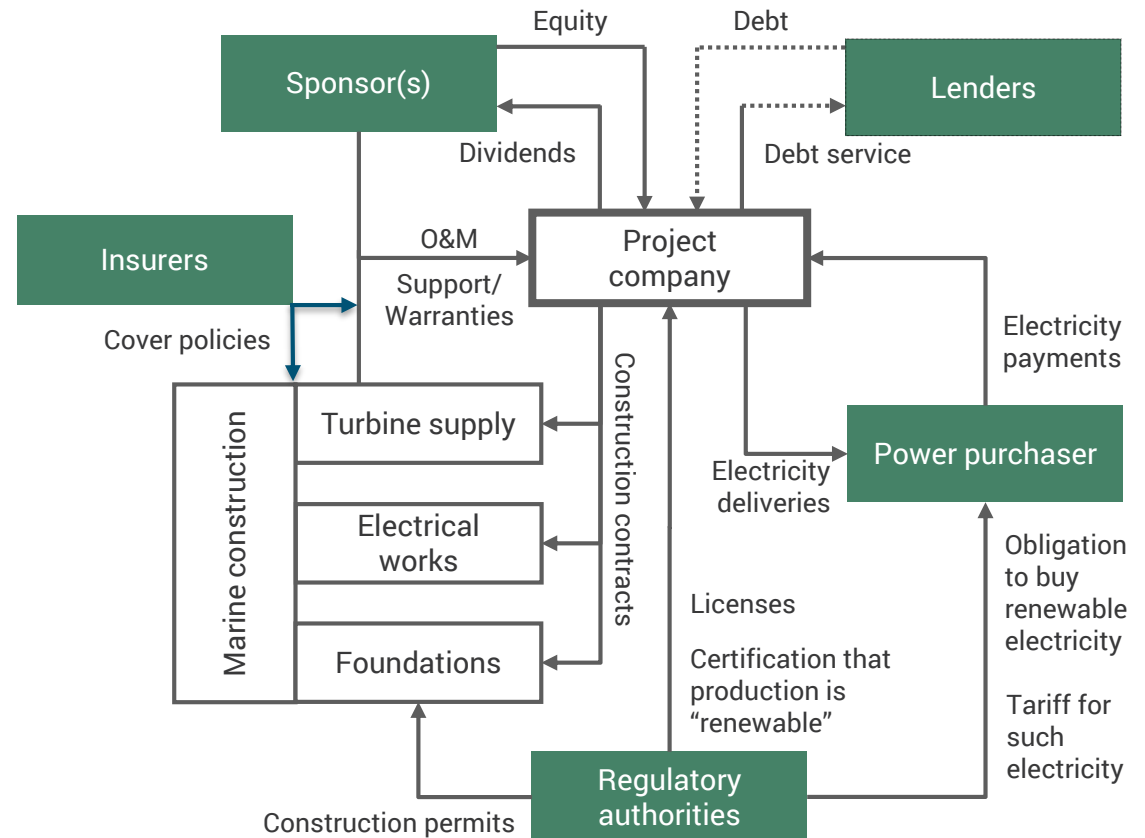 Equity
Debt
Sponsor(s)
Lenders
Dividends
Debt service
Insurers
O&M
Support/
Warranties
Project
company
Cover policies
Electricity
payments
Marine construction
Turbine supply
Construction contracts
Power purchaser
Electricity
deliveries
Electrical
works
Obligation
to buy
renewable
electricity
Licenses
Foundations
Certification that
production is
“renewable”
Tariff for
such
electricity
Regulatory
authorities
Construction permits